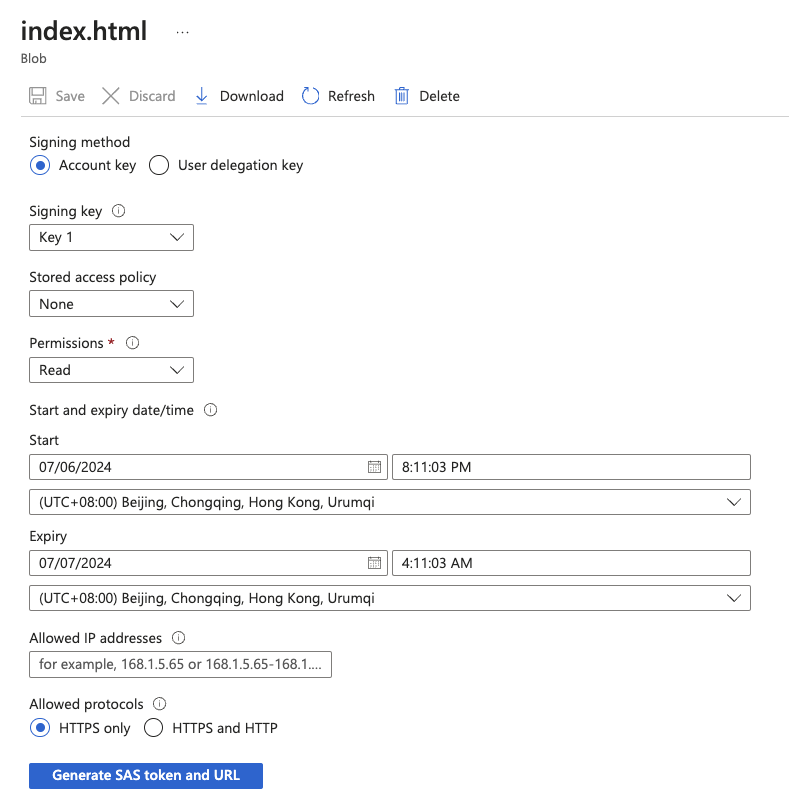 index.html ...
Blob
Save Discard Download Refresh Delete
Signing method
Account key User delegation key
Signing key
Key 1
Stored access policy
None
Permissions *
Read
Start and expiry date/time
Start
07/06/2024 8:11:03 PM
(UTC+08:00) Beijing, Chongqing, Hong Kong, Urumqi
Expiry
07/07/2024 4:11:03 AM
(UTC+08:00) Beijing, Chongqing, Hong Kong, Urumqi
Allowed IP addresses
for example, 168.1.5.65 or 168.1.5.65-168.1....
Allowed protocols
HTTPS only HTTPS and HTTP
Generate SAS token and URL